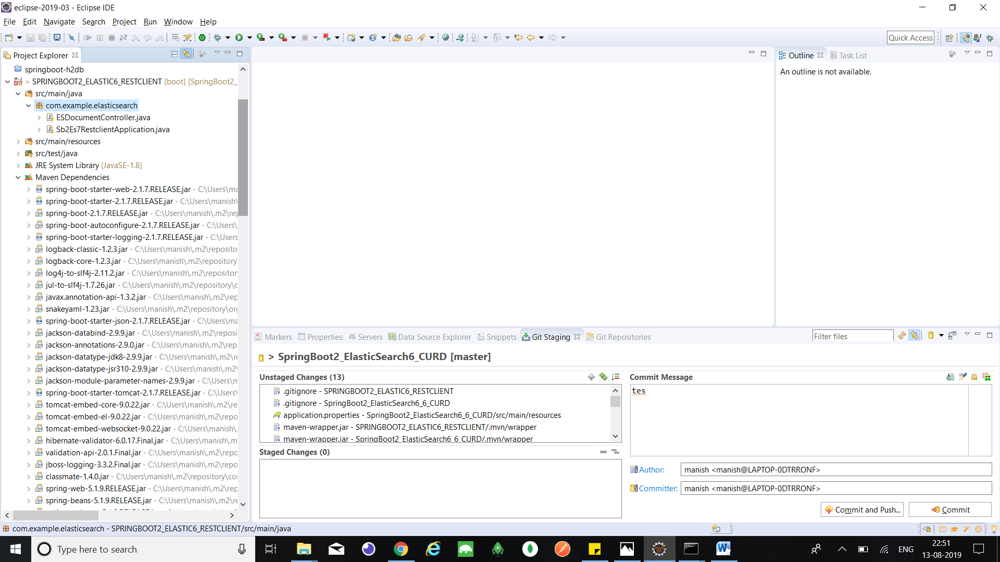 eclipse-2019-03 - Eclipse IDE
File Edit Navigate Search Project Run Window Help
Quick Access
Project Explorer
springboot-h2db
> SPRINGBOOT2_ELASTIC6_RESTCLIENT [boot] [SpringBoot2_
src/main/java
com.example.elasticsearch
ESDocumentController.java
Sb2Es7RestclientApplication.java
src/main/resources
src/test/java
JRE System Library [JavaSE-1.8]
Maven Dependencies
spring-boot-starter-web-2.1.7.RELEASE.jar - C:\Users\ma
spring-boot-starter-2.1.7.RELEASE.jar - C:\Users\manish\
spring-boot-2.1.7.RELEASE.jar - C:\Users\manish\.m2\rep
spring-boot-autoconfigure-2.1.7.RELEASE.jar - C:\Users\
spring-boot-starter-logging-2.1.7.RELEASE.jar - C:\Users
logback-classic-1.2.3.jar - C:\Users\manish\.m2\reposito
logback-core-1.2.3.jar - C:\Users\manish\.m2\repository\
log4j-to-slf4j-2.11.2.jar - C:\Users\manish\.m2\repositor
jul-to-slf4j-1.7.26.jar - C:\Users\manish\.m2\repository\o
javax.annotation-api-1.3.2.jar - C:\Users\manish\.m2\rep
snakeyaml-1.23.jar - C:\Users\manish\.m2\repository\org
spring-boot-starter-json-2.1.7.RELEASE.jar - C:\Users\ma
jackson-databind-2.9.9.jar - C:\Users\manish\.m2\reposi
jackson-annotations-2.9.0.jar - C:\Users\manish\.m2\rep
jackson-datatype-jdk8-2.9.9.jar - C:\Users\manish\.m2\re
jackson-datatype-jsr310-2.9.9.jar - C:\Users\manish\.m2\
jackson-module-parameter-names-2.9.9.jar - C:\Users\m
spring-boot-starter-tomcat-2.1.7.RELEASE.jar - C:\Users\
tomcat-embed-core-9.0.22.jar - C:\Users\manish\.m2\re
tomcat-embed-el-9.0.22.jar - C:\Users\manish\.m2\repo
tomcat-embed-websocket-9.0.22.jar - C:\Users\manish\.
hibernate-validator-6.0.17.Final.jar - C:\Users\manish\.m
validation-api-2.0.1.Final.jar - C:\Users\manish\.m2\repo
jboss-logging-3.3.2.Final.jar - C:\Users\manish\.m2\repo
classmate-1.4.0.jar - C:\Users\manish\.m2\repository\co
spring-web-5.1.9.RELEASE.jar - C:\Users\manish\.m2\rep
spring-beans-5.1.9.RELEASE.jar - C:\Users\manish\.m2\re
Outline Task List
An outline is not available.
Markers Properties Servers Data Source Explorer Snippets Git Staging Git Repositories
Filter files
> SpringBoot2_ElasticSearch6_CURD [master]
Unstaged Changes (13)
.gitignore - SPRINGBOOT2_ELASTIC6_RESTCLIENT
.gitignore - SpringBoot2_ElasticSearch6_6_CURD
application.properties - SpringBoot2_ElasticSearch6_6_CURD/src/main/resources
maven-wrapper.jar - SPRINGBOOT2_ELASTIC6_RESTCLIENT/.mvn/wrapper
maven-wrapper.jar - SpringBoot2_ElasticSearch6_6_CURD/.mvn/wrapper
Staged Changes (0)
Commit Message
tes
Author: manish <manish@LAPTOP-0DTRRONF>
Committer: manish <manish@LAPTOP-0DTRRONF>
Commit and Push...
Commit
com.example.elasticsearch - SPRINGBOOT2_ELASTIC6_RESTCLIENT/src/main/java
Type here to search
ENG
22:51
13-08-2019